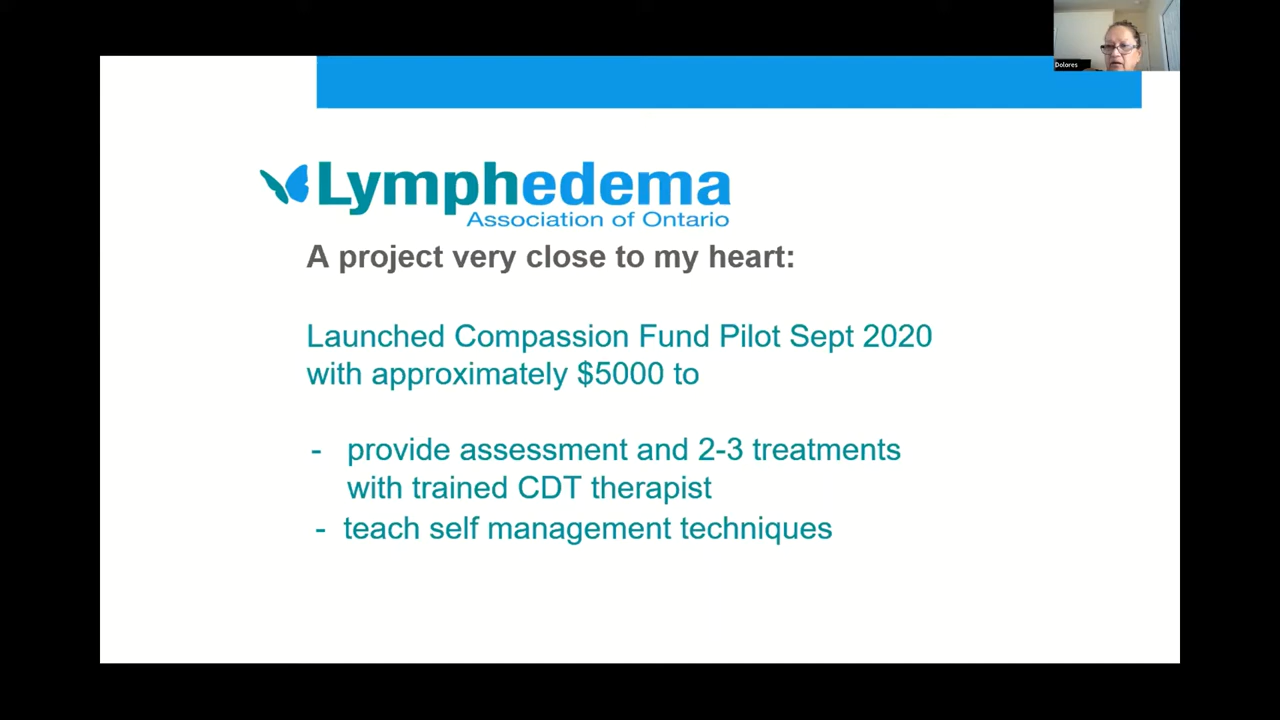 Dolores
Lymphedema
Association of Ontario
A project very close to my heart:
Launched Compassion Fund Pilot Sept 2020
with approximately $5000 to
- provide assessment and 2-3 treatments
with trained CDT therapist
- teach self management techniques